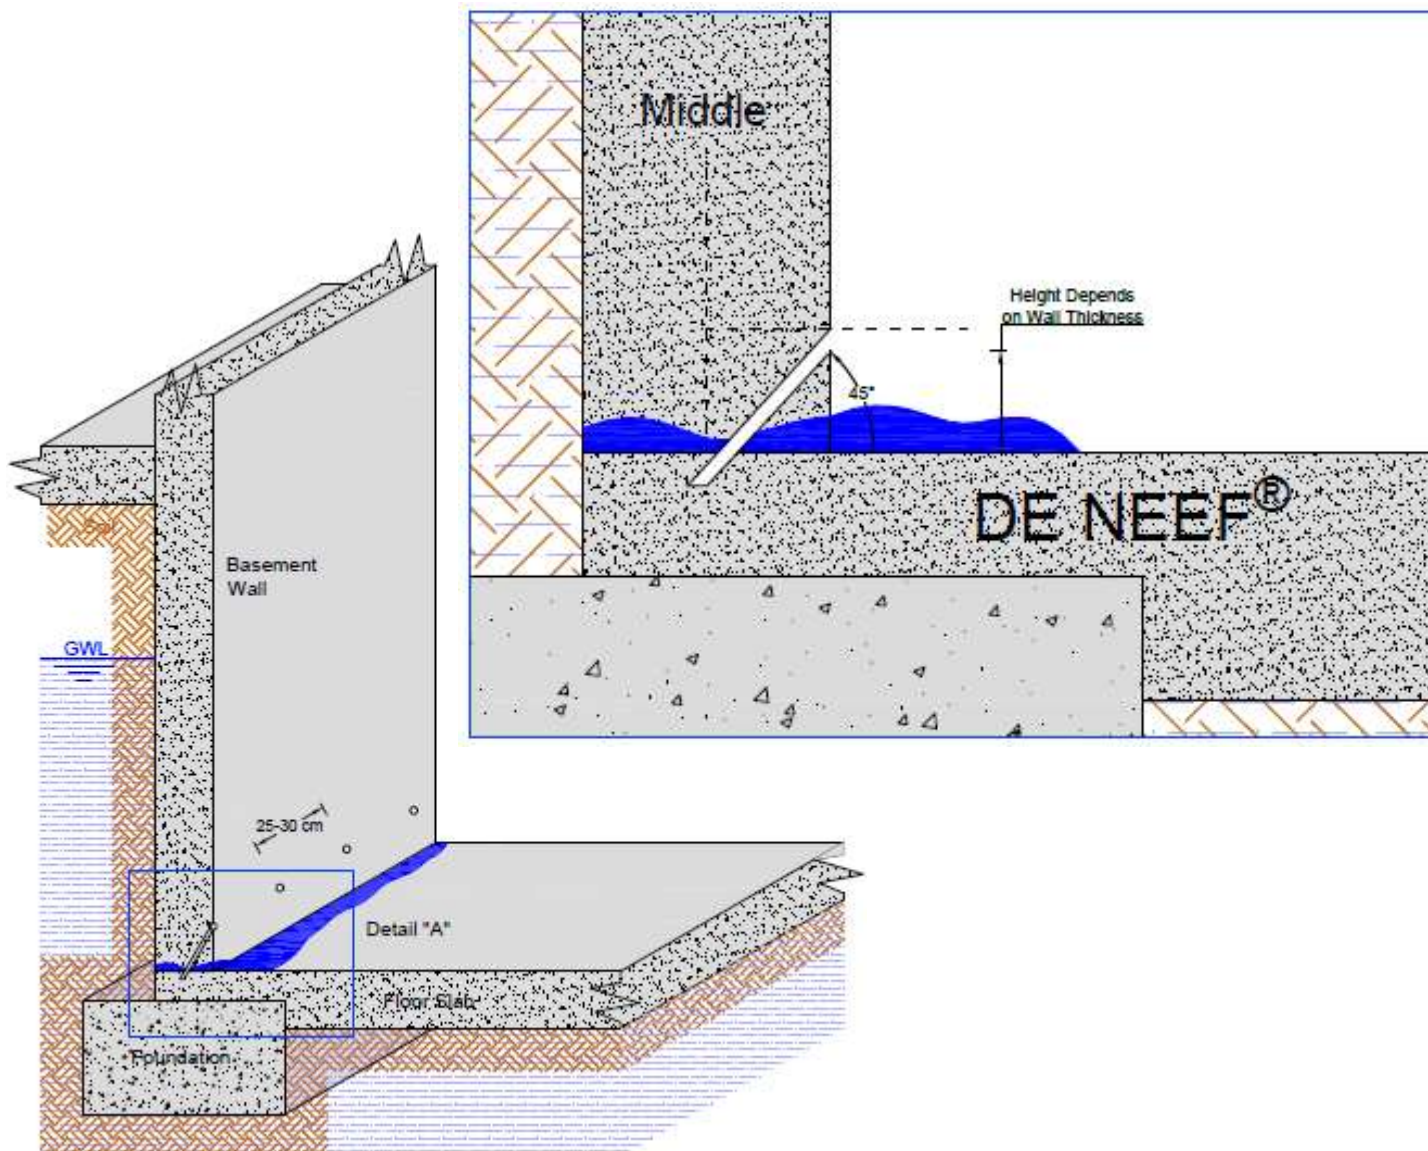 Middle
Height Depends
on Wall Thickness
45°
DE NEEF®
Soil
Basement
Wall
GWL
25-30 cm
Detail "A"
Floor Slab
Foundation